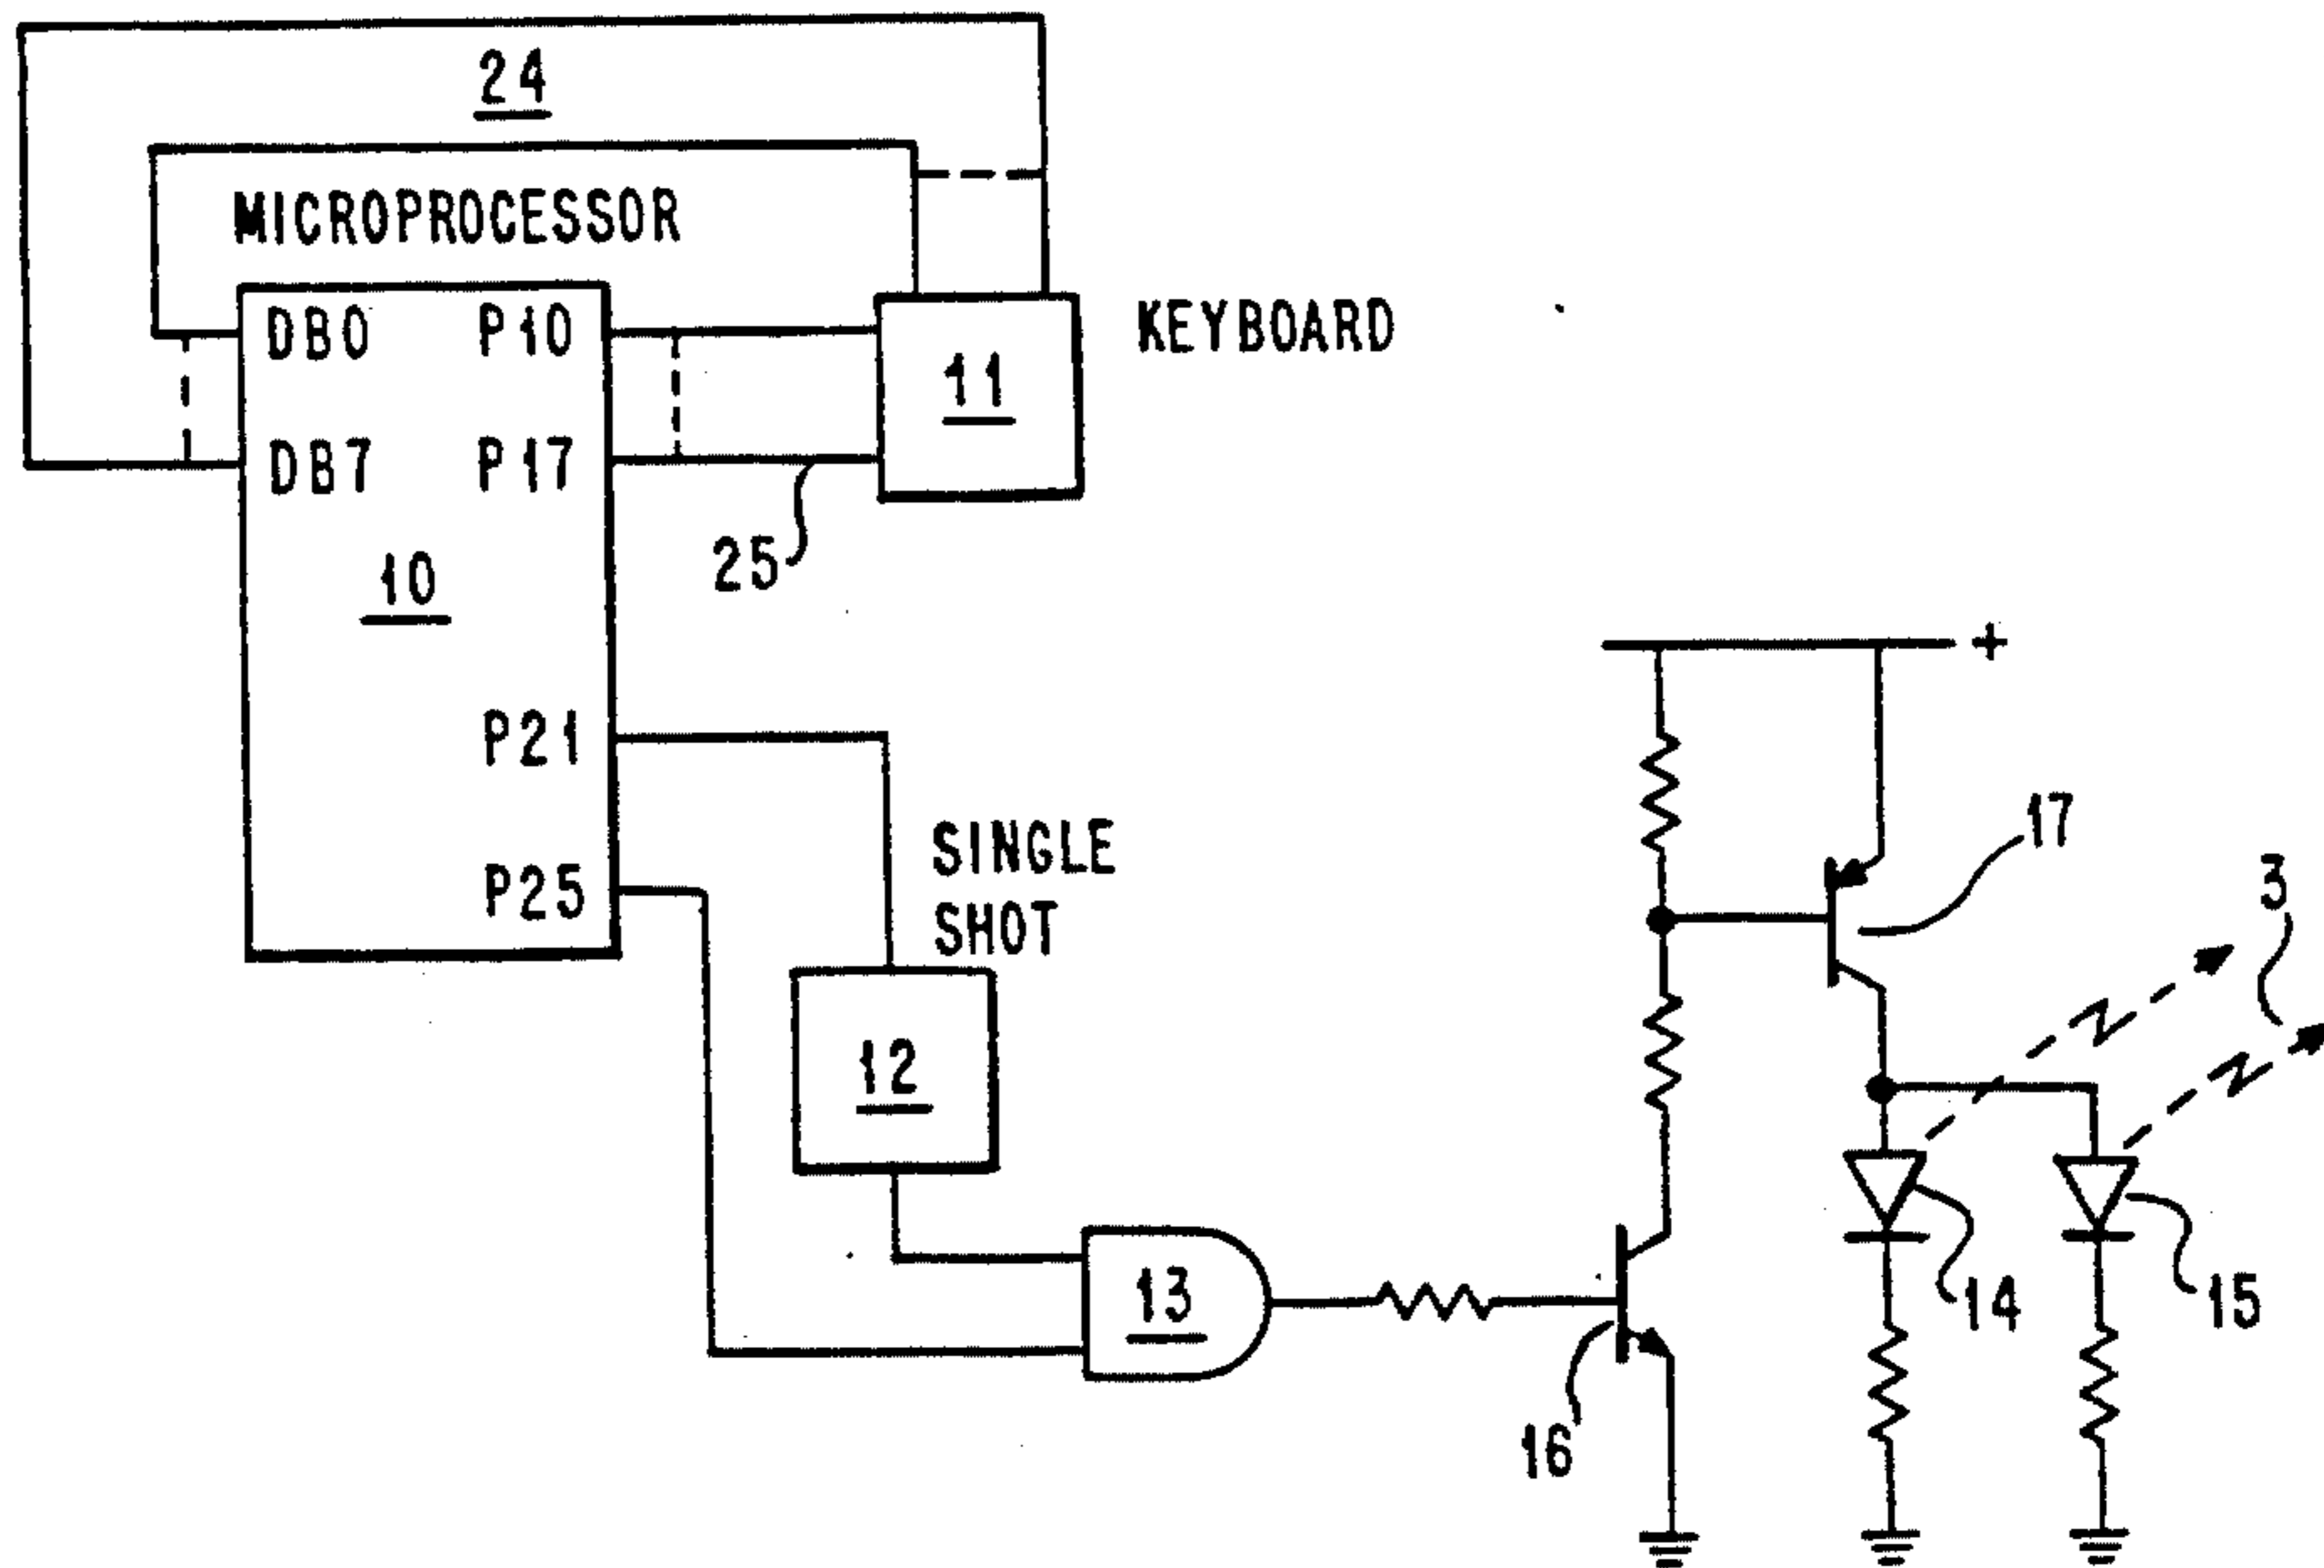 24
MICROPROCESSOR
DB0 P10
KEYBOARD
11
DB7 P17
25
10
+
P21
17
SINGLE
SHOT
P25
3
12
13
14
15
16